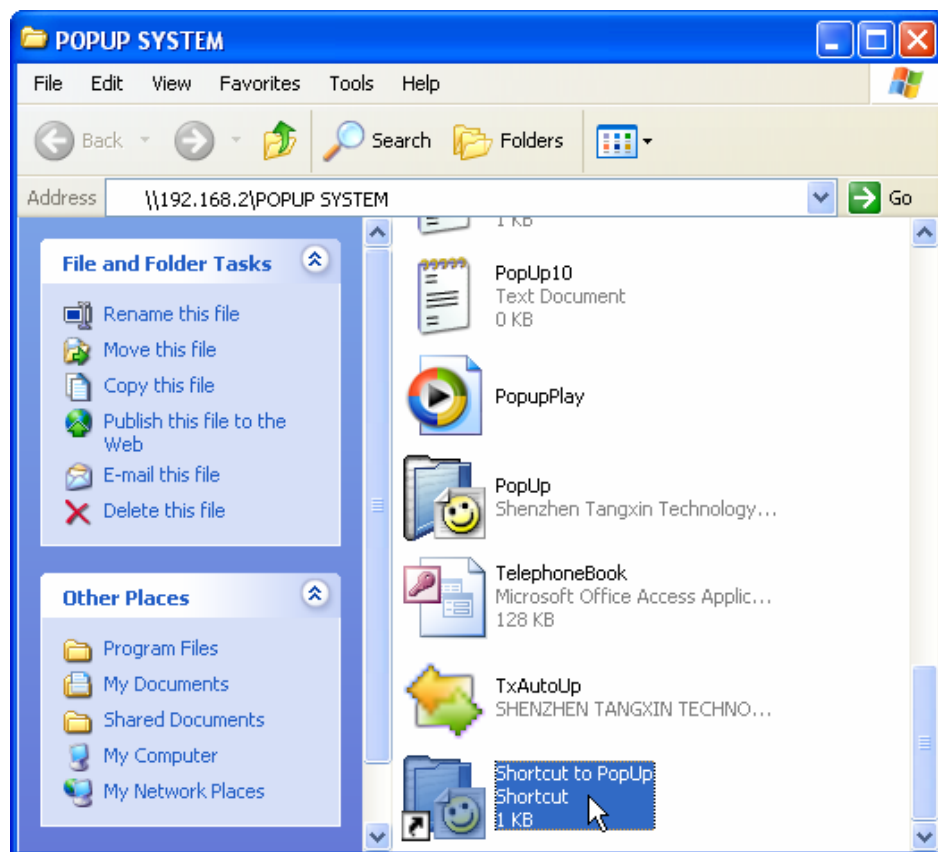 POPUP SYSTEM
File Edit View Favorites Tools Help
Back Search Folders
Address \\192.168.2\POPUP SYSTEM Go
File and Folder Tasks
Rename this file
Move this file
Copy this file
Publish this file to the
Web
E-mail this file
Delete this file
Other Places
Program Files
My Documents
Shared Documents
My Computer
My Network Places
1 KB
PopUp10
Text Document
0 KB
PopupPlay
PopUp
Shenzhen Tangxin Technology...
TelephoneBook
Microsoft Office Access Applic...
128 KB
TxAutoUp
SHENZHEN TANGXIN TECHNO...
Shortcut to PopUp
Shortcut
1 KB